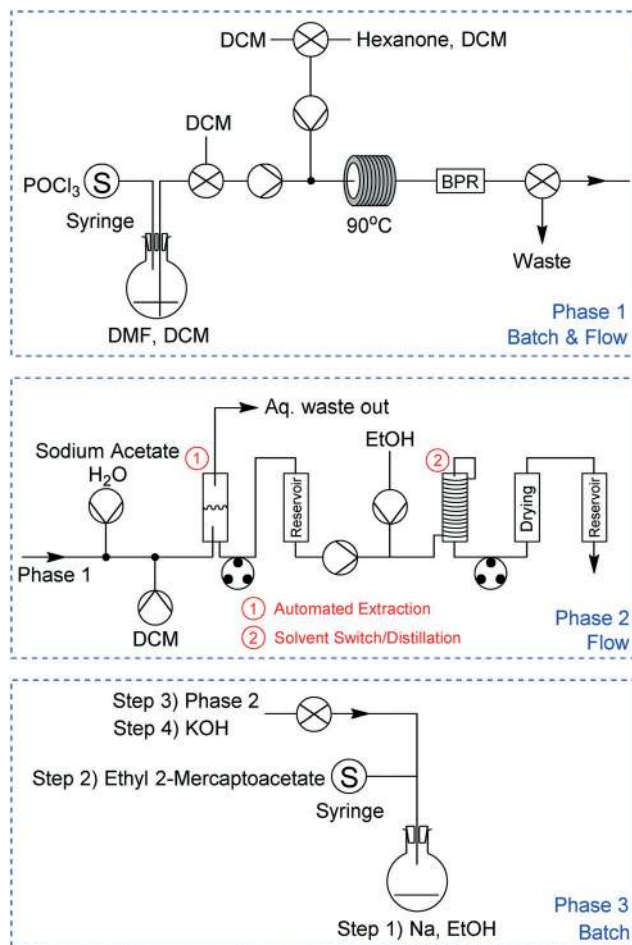 DCM
Hexanone, DCM
DCM
POCl₃
S
Syringe
90°C
BPR
Waste
DMF, DCM
Phase 1
Batch & Flow
Aq. waste out
Sodium Acetate
H₂O
1
EtOH
2
Reservoir
Drying
Reservoir
Phase 1
DCM
1 Automated Extraction
2 Solvent Switch/Distillation
Phase 2
Flow
Step 3) Phase 2
Step 4) KOH
Step 2) Ethyl 2-Mercaptoacetate
S
Syringe
Step 1) Na, EtOH
Phase 3
Batch